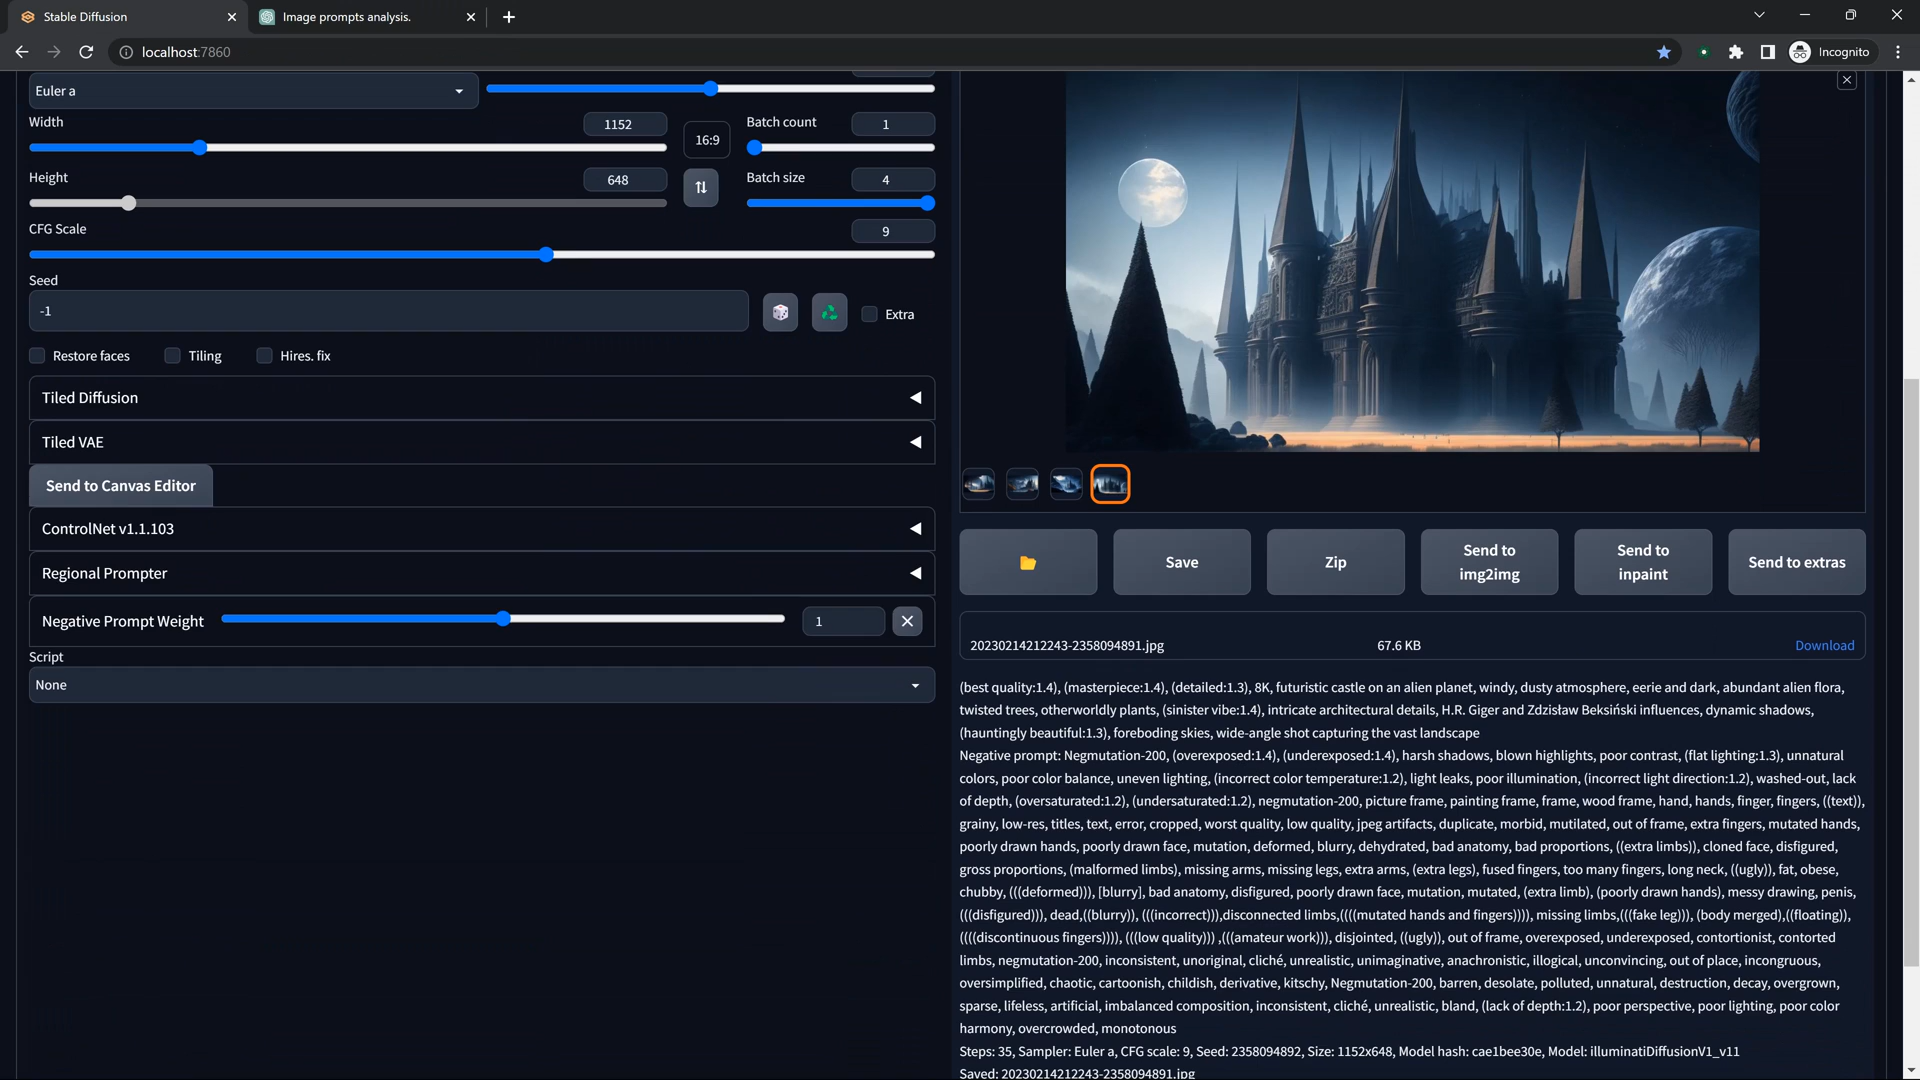 Stable Diffusion
Image prompts analysis.
localhost:7860
Incognito
Euler a
Width
1152
16:9
Batch count
1
Height
648
Batch size
4
CFG Scale
9
Seed
-1
Extra
Restore faces
Tiling
Hires. fix
Tiled Diffusion
Tiled VAE
Send to Canvas Editor
ControlNet v1.1.103
Regional Prompter
Negative Prompt Weight
1
Script
None
Save
Zip
Send to
img2img
Send to
inpaint
Send to extras
20230214212243-2358094891.jpg
67.6 KB
Download
(best quality:1.4), (masterpiece:1.4), (detailed:1.3), 8K, futuristic castle on an alien planet, windy, dusty atmosphere, eerie and dark, abundant alien flora,
twisted trees, otherworldly plants, (sinister vibe:1.4), intricate architectural details, H.R. Giger and Zdzisław Beksiński influences, dynamic shadows,
(hauntingly beautiful:1.3), foreboding skies, wide-angle shot capturing the vast landscape
Negative prompt: Negmutation-200, (overexposed:1.4), (underexposed:1.4), harsh shadows, blown highlights, poor contrast, (flat lighting:1.3), unnatural
colors, poor color balance, uneven lighting, (incorrect color temperature:1.2), light leaks, poor illumination, (incorrect light direction:1.2), washed-out, lack
of depth, (oversaturated:1.2), (undersaturated:1.2), negmutation-200, picture frame, painting frame, frame, wood frame, hand, hands, finger, fingers, ((text)),
grainy, low-res, titles, text, error, cropped, worst quality, low quality, jpeg artifacts, duplicate, morbid, mutilated, out of frame, extra fingers, mutated hands,
poorly drawn hands, poorly drawn face, mutation, deformed, blurry, dehydrated, bad anatomy, bad proportions, ((extra limbs)), cloned face, disfigured,
gross proportions, (malformed limbs), missing arms, missing legs, extra arms, (extra legs), fused fingers, too many fingers, long neck, ((ugly)), fat, obese,
chubby, (((deformed))), [blurry], bad anatomy, disfigured, poorly drawn face, mutation, mutated, (extra limb), (poorly drawn hands), messy drawing, penis,
(((disfigured))), dead,((blurry)), (((incorrect))),disconnected limbs,((((mutated hands and fingers)))), missing limbs,(((fake leg))), (body merged),((floating)),
((((discontinuous fingers)))), (((low quality))) ,(((amateur work))), disjointed, ((ugly)), out of frame, overexposed, underexposed, contortionist, contorted
limbs, negmutation-200, inconsistent, unoriginal, cliché, unrealistic, unimaginative, anachronistic, illogical, unconvincing, out of place, incongruous,
oversimplified, chaotic, cartoonish, childish, derivative, kitschy, Negmutation-200, barren, desolate, polluted, unnatural, destruction, decay, overgrown,
sparse, lifeless, artificial, imbalanced composition, inconsistent, cliché, unrealistic, bland, (lack of depth:1.2), poor perspective, poor lighting, poor color
harmony, overcrowded, monotonous
Steps: 35, Sampler: Euler a, CFG scale: 9, Seed: 2358094892, Size: 1152x648, Model hash: cae1bee30e, Model: illuminatiDiffusionV1_v11
Saved: 20230214212243-2358094891.jpg